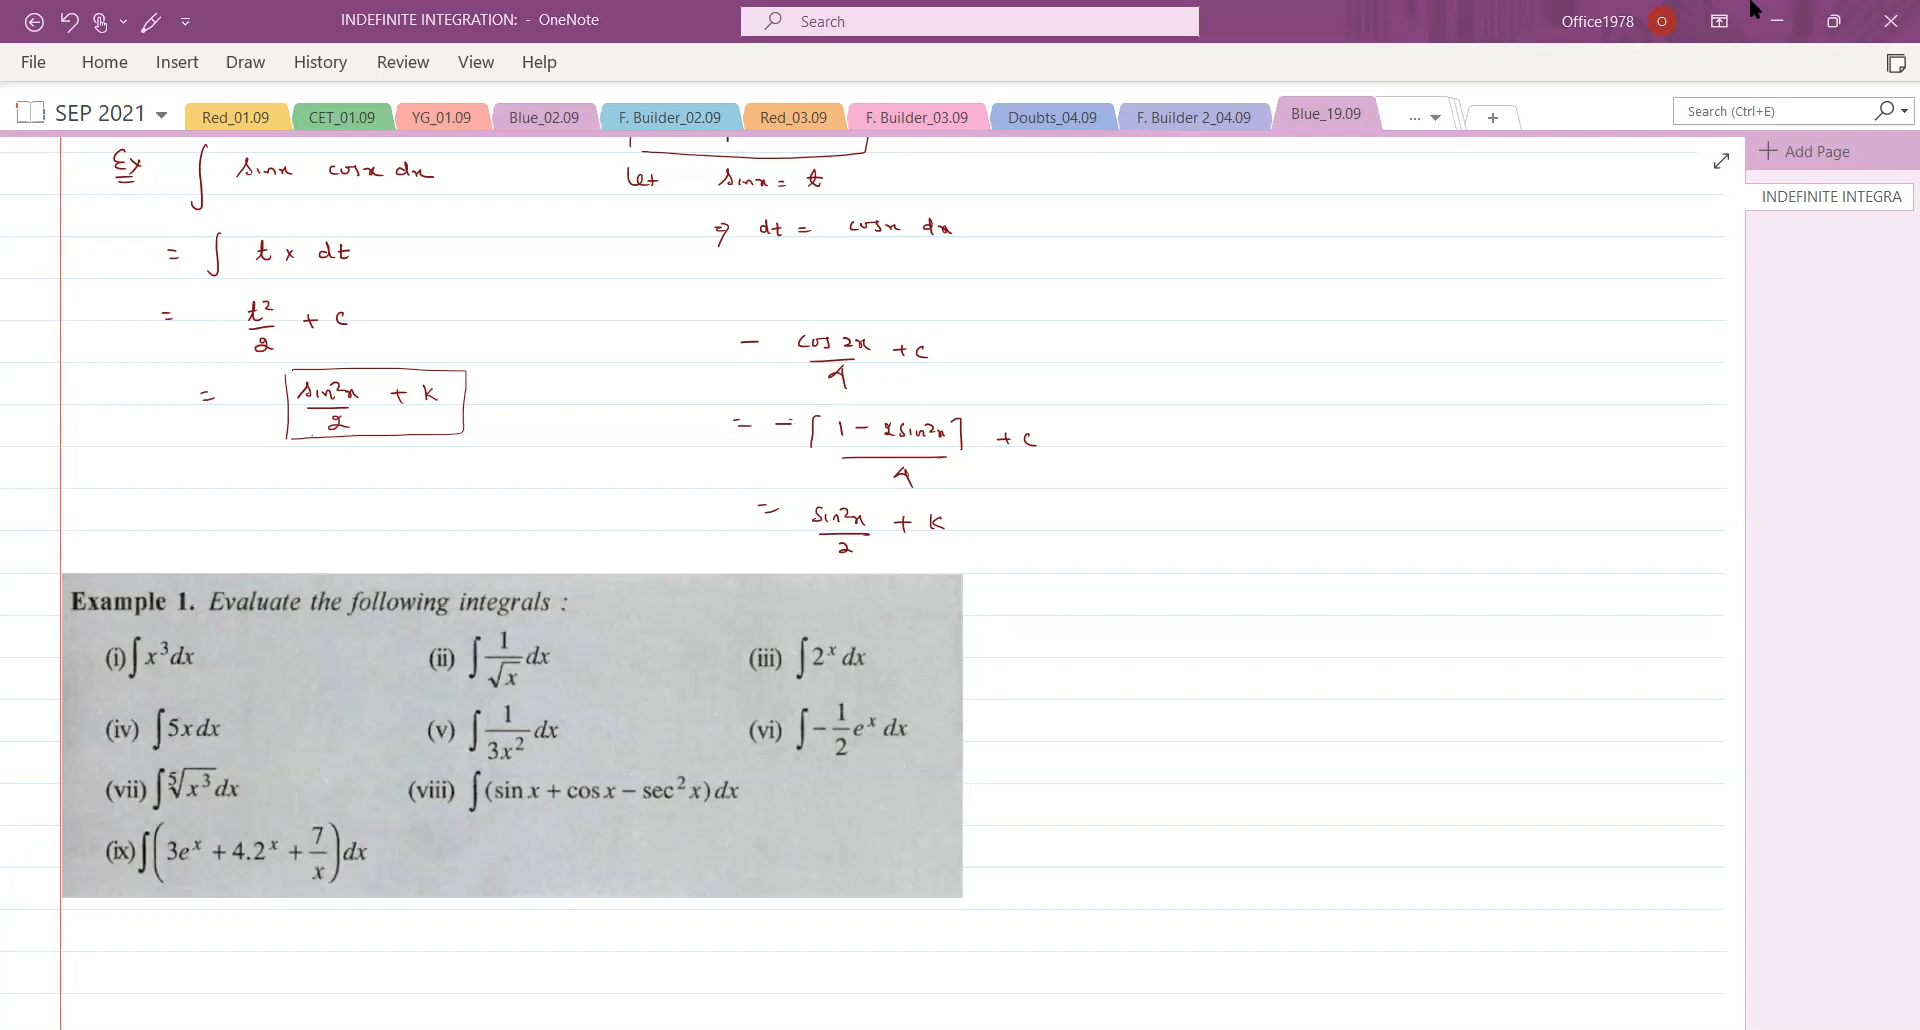 INDEFINITE INTEGRATION: - OneNote
Search
Office1978
O
File Home Insert Draw History Review View Help
SEP 2021
Red_01.09
CET_01.09
YG_01.09
Blue_02.09
F. Builder_02.09
Red_03.09
F. Builder_03.09
Doubts_04.09
F. Builder 2_04.09
Blue_19.09
...
+
Search (Ctrl+E)
Add Page
INDEFINITE INTEGRA
Ex ∫ sinx cosx dx
= ∫ t × dt
= t²/2 + c
= sin²x/2 + k
Let sinx = t
⇒ dt = cosx dx
- cos 2x/4 + c
= - [1 - 2sin²x]/4 + c
= sin²x/2 + k
Example 1. Evaluate the following integrals :
(i) ∫ x³ dx (ii) ∫ 1/√x dx (iii) ∫ 2ˣ dx
(iv) ∫ 5x dx (v) ∫ 1/3x² dx (vi) ∫ - 1/2 eˣ dx
(vii) ∫ ⁵√x³ dx (viii) ∫ (sin x + cos x − sec² x) dx
(ix) ∫ (3eˣ + 4.2ˣ + 7/x) dx